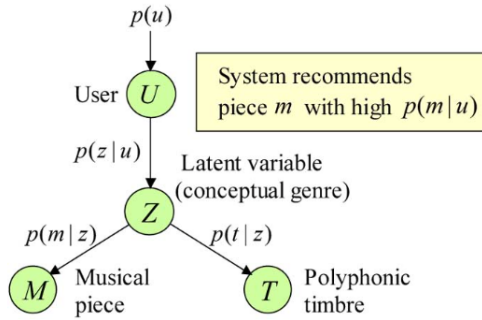 p(u)
User U
System recommends
piece m with high p(m|u)
p(z|u)
Latent variable
(conceptual genre)
Z
p(m|z)
p(t|z)
M
Musical
piece
T
Polyphonic
timbre